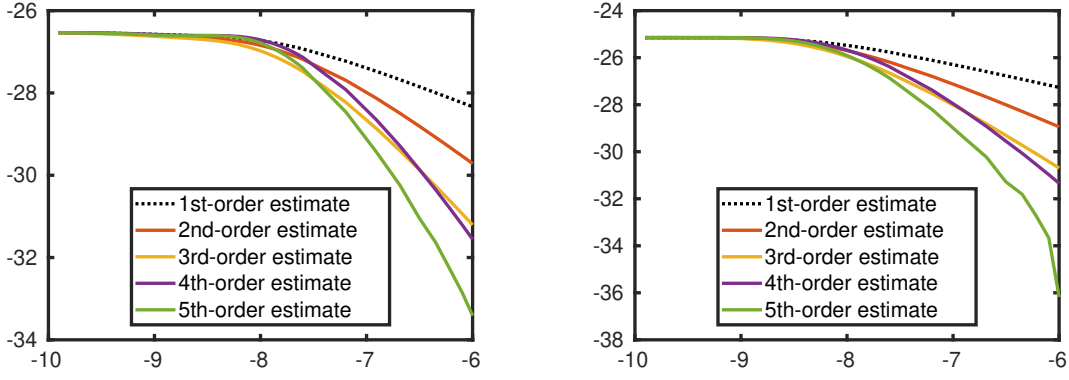 -26
-28
-30
-32
-34
-10
-9
-8
-7
-6
1st-order estimate
2nd-order estimate
3rd-order estimate
4th-order estimate
5th-order estimate
-24
-26
-28
-30
-32
-34
-36
-38
-10
-9
-8
-7
-6
1st-order estimate
2nd-order estimate
3rd-order estimate
4th-order estimate
5th-order estimate